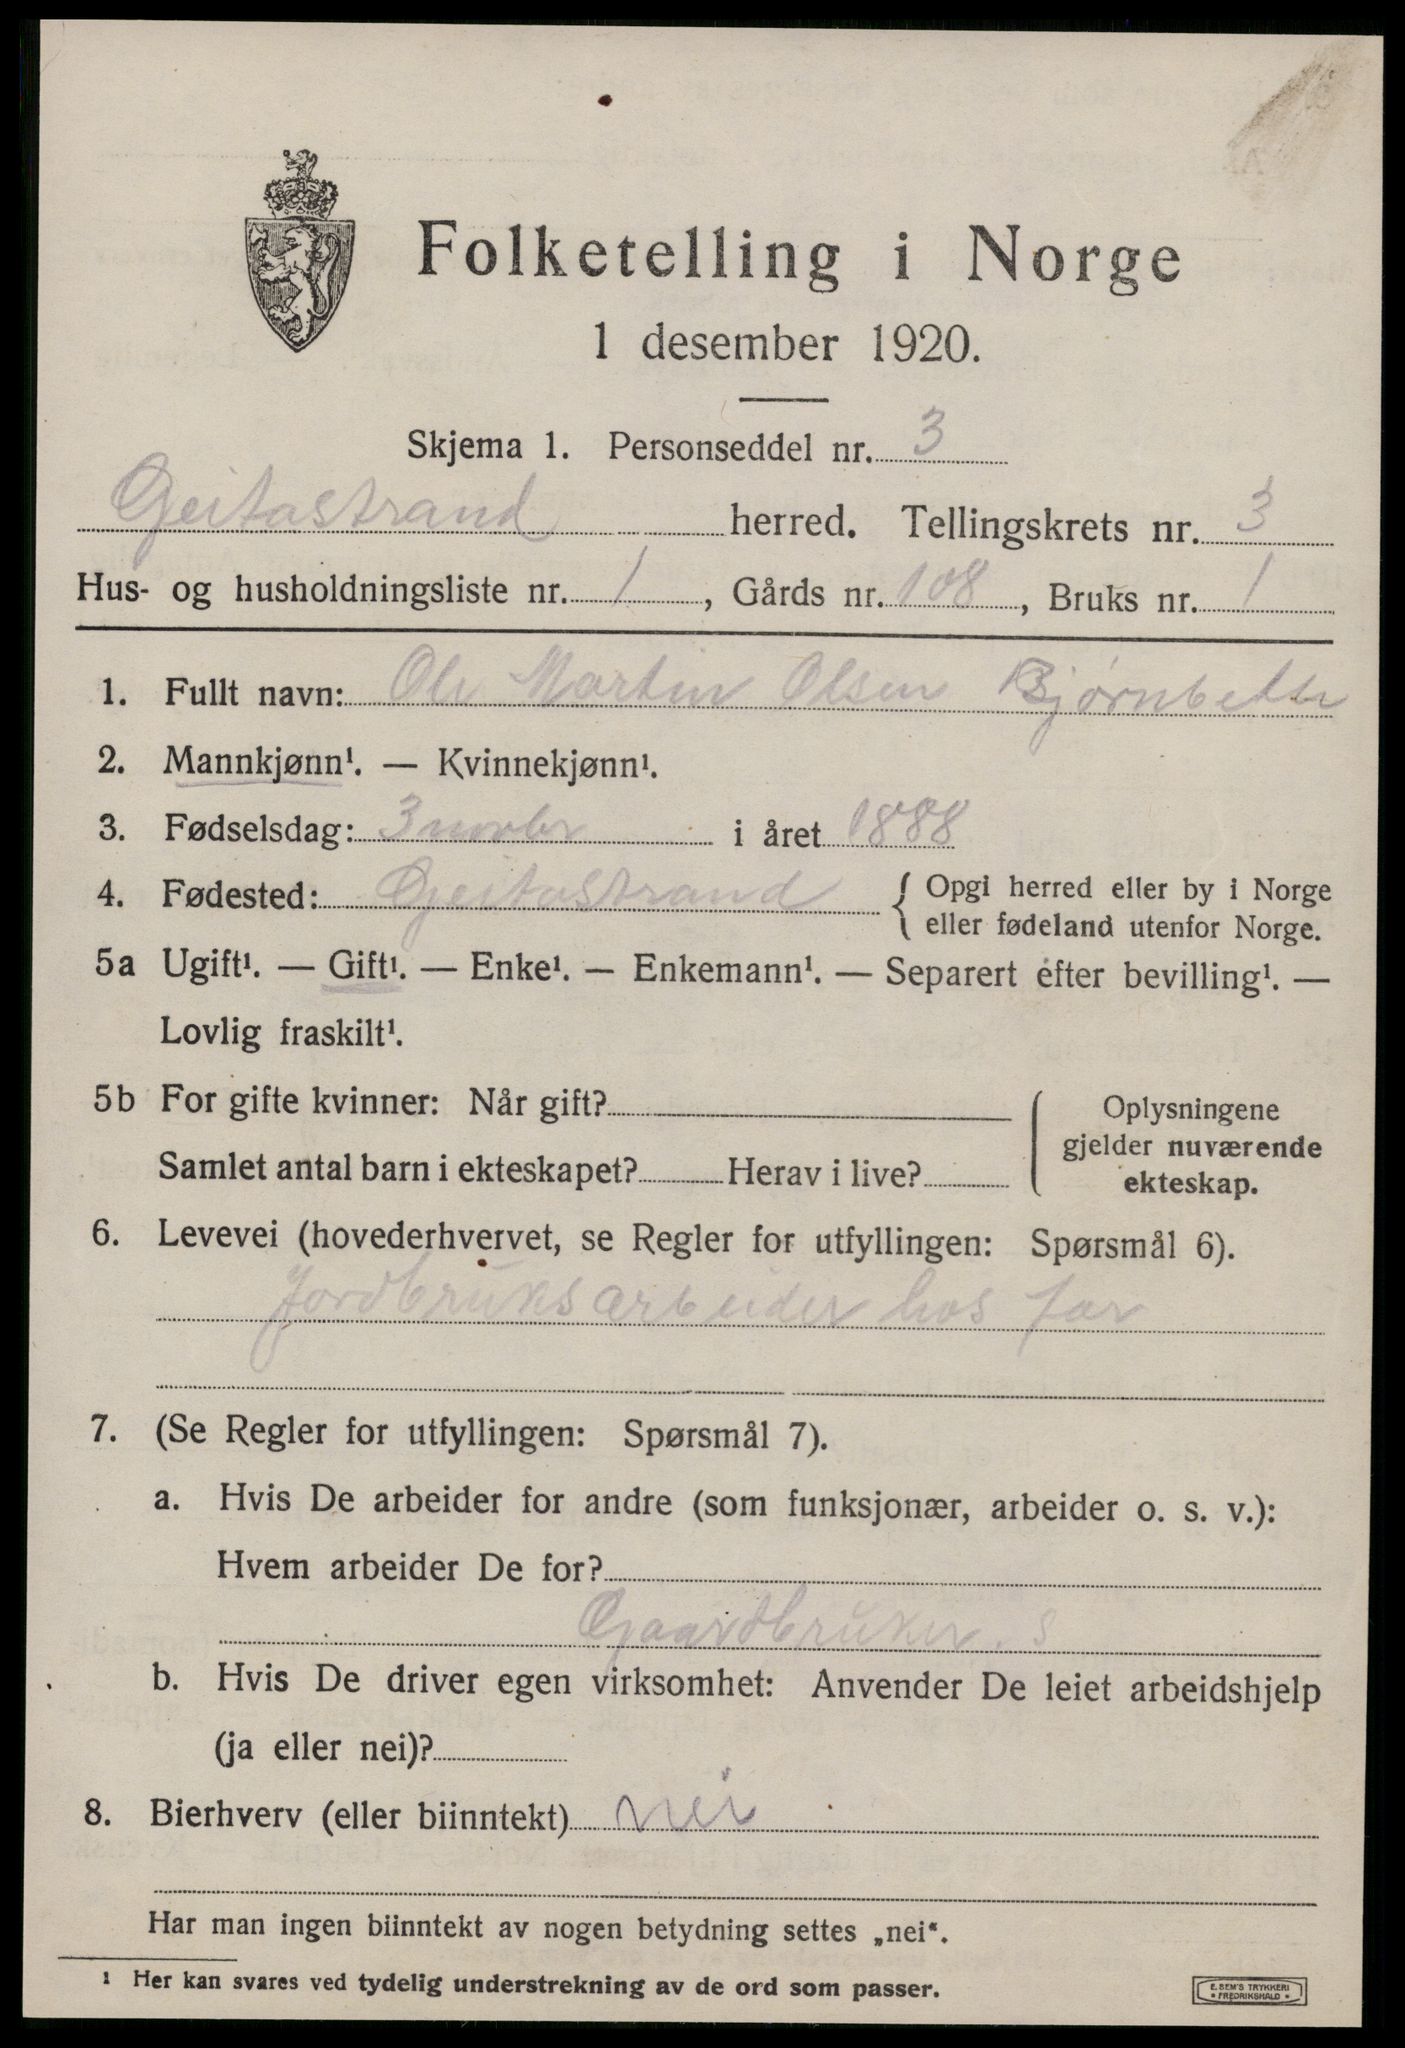 Folketelling i Norge
1 desember 1920.
Skjema 1. Personseddel nr. 3
Geitastrand herred. Tellingskrets nr. 3
Hus- og husholdningsliste nr. 1, Gårds nr. 108, Bruks nr. 1
1. Fullt navn: Ole Martin Olsen
2. Mannkjønn¹. — Kvinnekjønn¹.
3. Fødselsdag: 3 novbr i året 1888
4. Fødested: Geitastrand { Opgi herred eller by i Norge
eller fødeland utenfor Norge.
5a Ugift¹. — Gift¹. — Enke¹. — Enkemann¹. — Separert efter bevilling¹. —
Lovlig fraskilt¹.
5b For gifte kvinner: Når gift?
Samlet antal barn i ekteskapet? Herav i live?
Oplysningene
gjelder nuværende
ekteskap.
6. Levevei (hovederhvervet, se Regler for utfyllingen: Spørsmål 6).
Jordbruksarbeider hos far
7. (Se Regler for utfyllingen: Spørsmål 7).
a. Hvis De arbeider for andre (som funksjonær, arbeider o. s. v.):
Hvem arbeider De for?
Gaardbruker. s
b. Hvis De driver egen virksomhet: Anvender De leiet arbeidshjelp
(ja eller nei)?
8. Bierhverv (eller biinntekt) nei
Har man ingen biinntekt av nogen betydning settes „nei“.
¹ Her kan svares ved tydelig understrekning av de ord som passer.
E. SEM'S TRYKKERI
* FREDRIKSHALD *